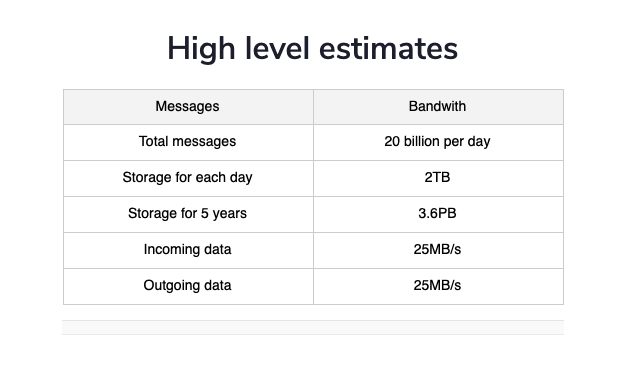 High level estimates
Messages Bandwith
Total messages 20 billion per day
Storage for each day 2TB
Storage for 5 years 3.6PB
Incoming data 25MB/s
Outgoing data 25MB/s